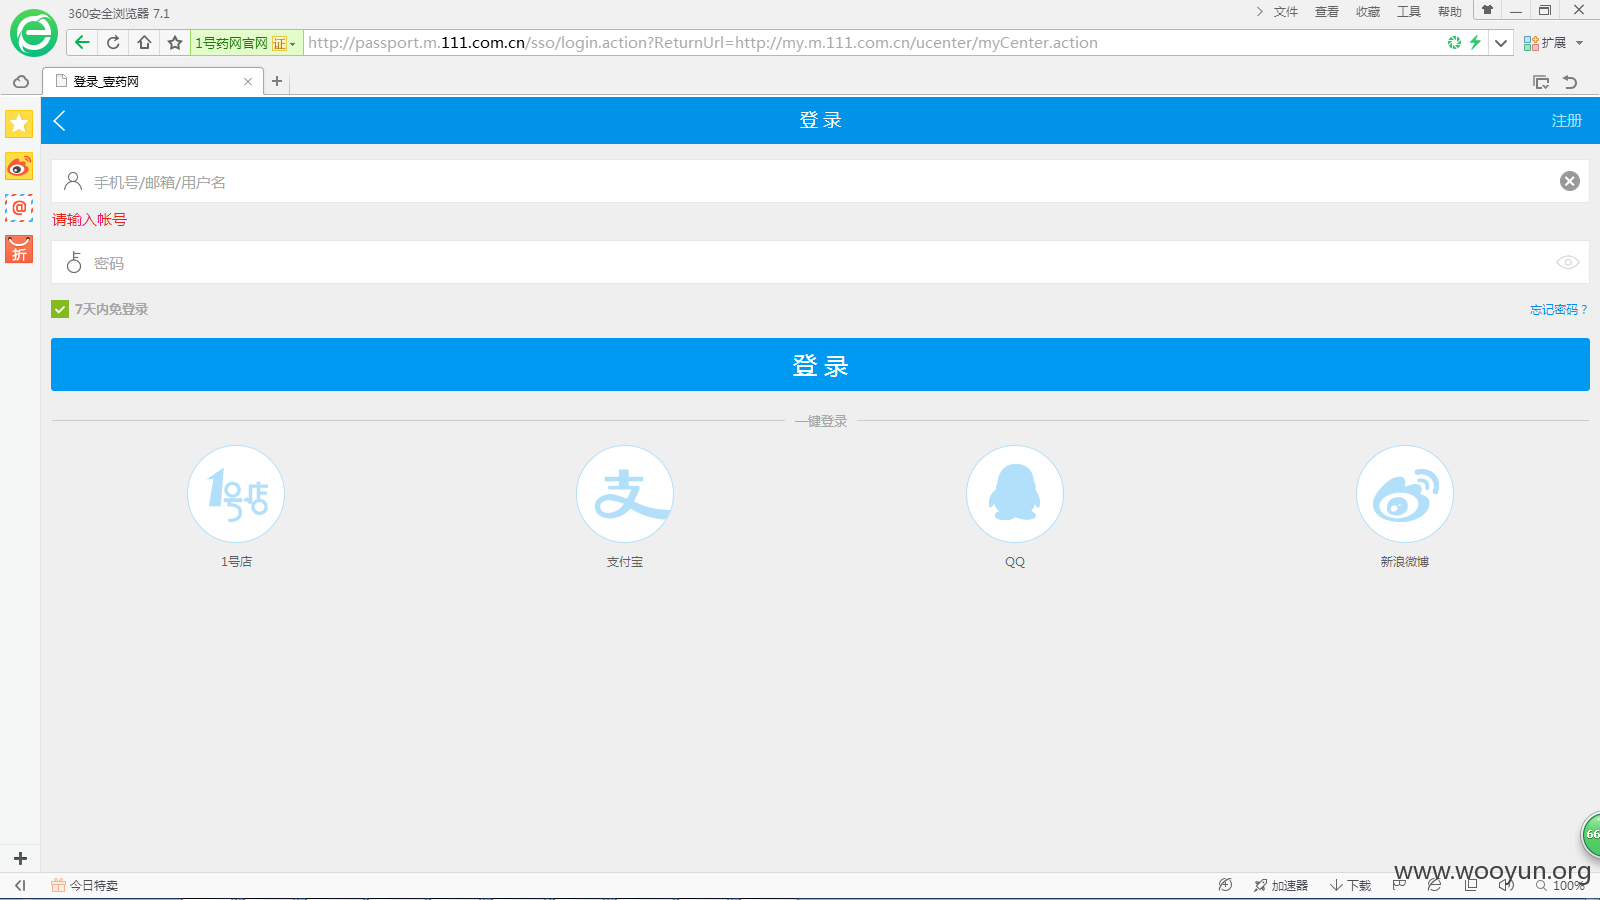 360安全浏览器 7.1
文件 查看 收藏 工具 帮助
1号药网官网 证 http://passport.m.111.com.cn/sso/login.action?ReturnUrl=http://my.m.111.com.cn/ucenter/myCenter.action 扩展
登录_壹药网
登录 注册
手机号/邮箱/用户名
请输入帐号
@
折
密码
7天内免登录 忘记密码？
登录
一键登录
1号店 支
1号店 支付宝 QQ 新浪微博
66
www.wooyun.org
今日特卖 加速器 下载 100%